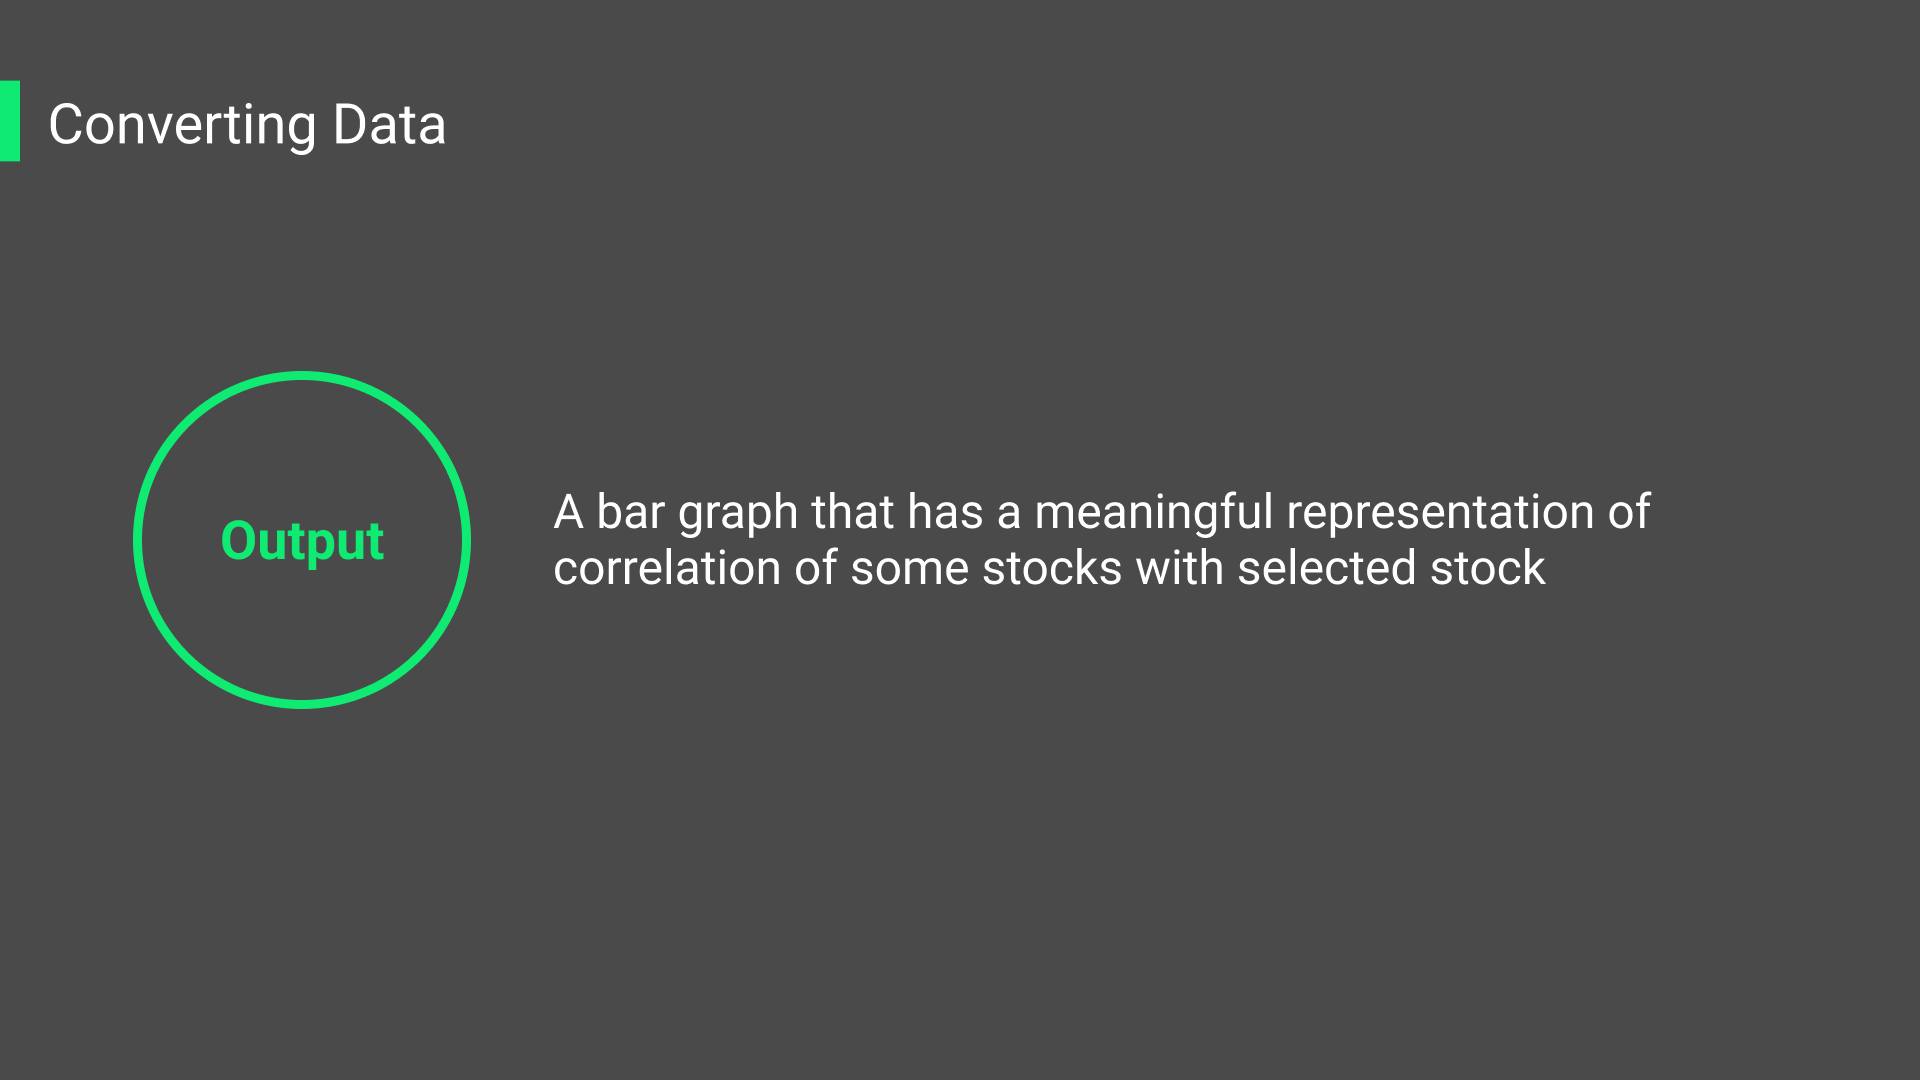 Converting Data
Output
A bar graph that has a meaningful representation of
correlation of some stocks with selected stock